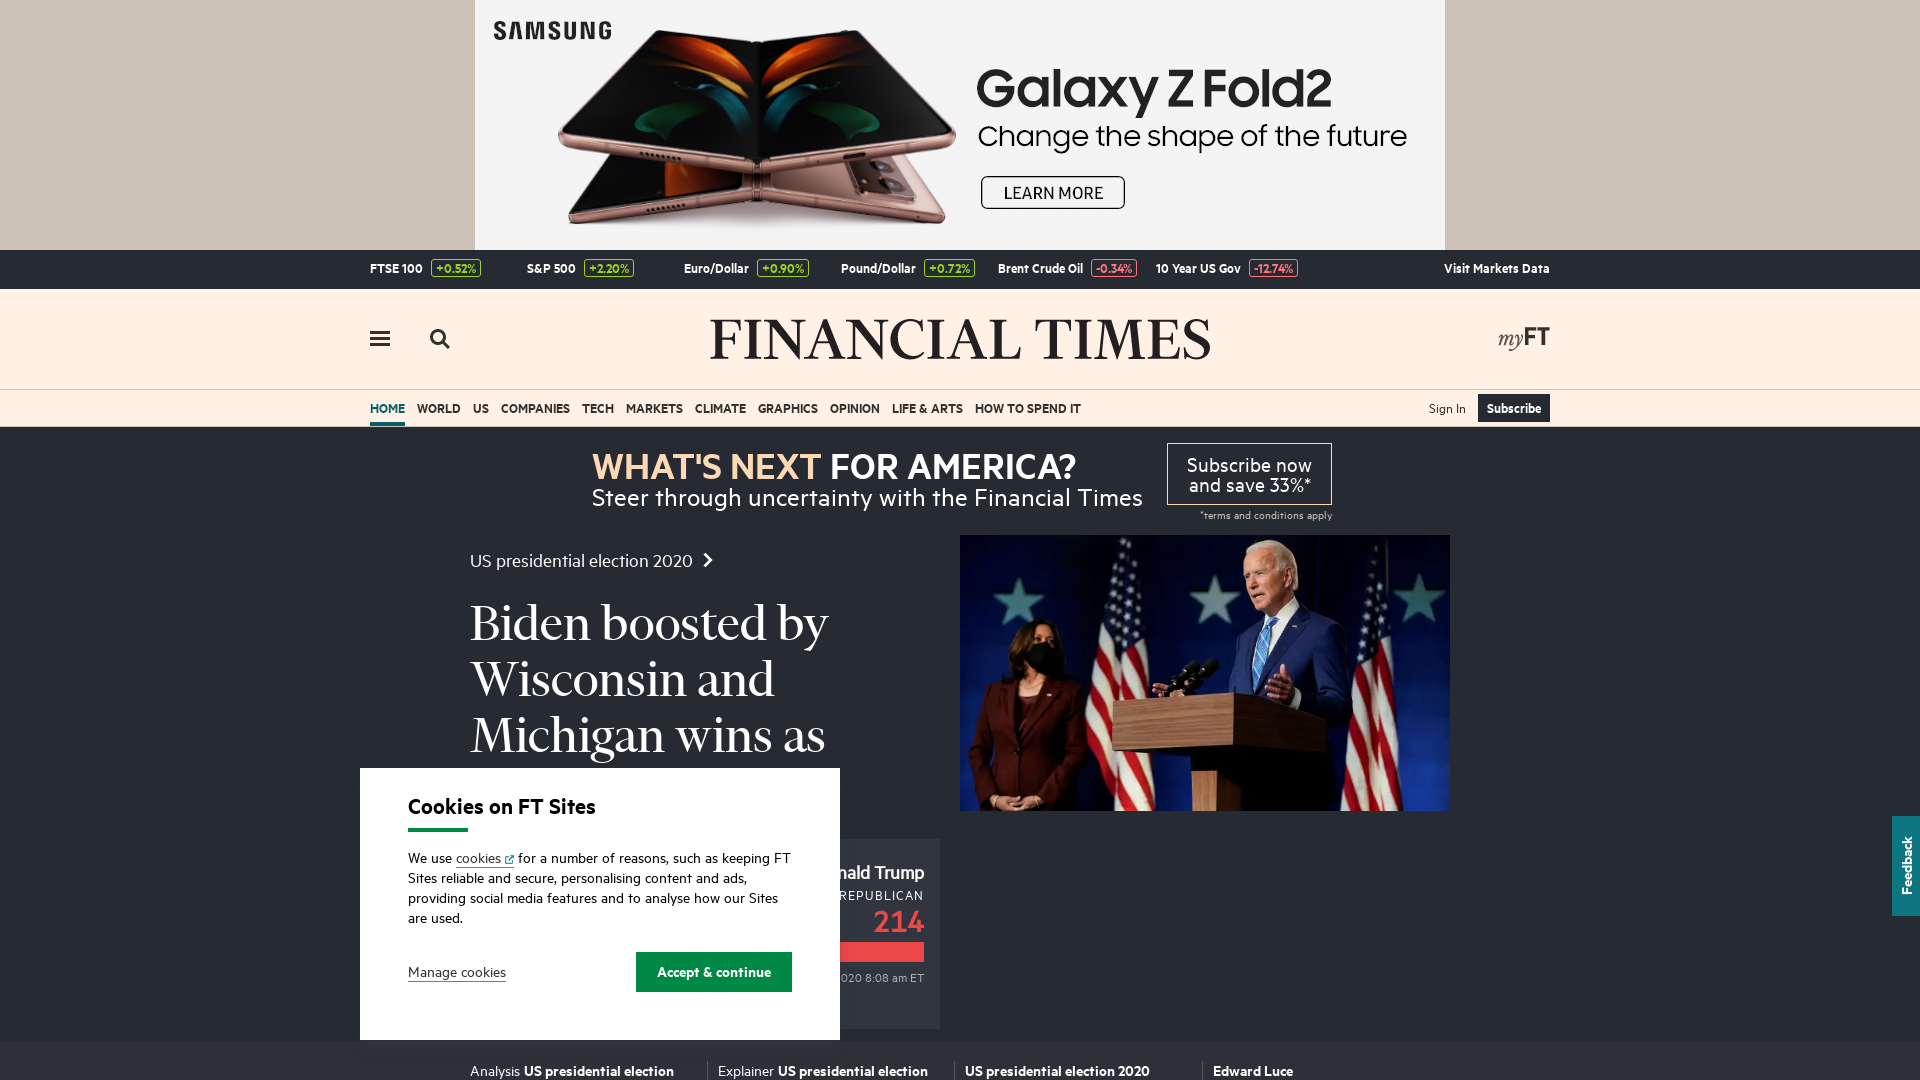 SAMSUNG
Galaxy Z Fold2
Change the shape of the future
LEARN MORE
FTSE 100 +0.52% S&P 500 +2.20% Euro/Dollar +0.90% Pound/Dollar +0.72% Brent Crude Oil -0.34% 10 Year US Gov -12.74% Visit Markets Data
FINANCIAL TIMES
myFT
HOME WORLD US COMPANIES TECH MARKETS CLIMATE GRAPHICS OPINION LIFE & ARTS HOW TO SPEND IT Sign In Subscribe
WHAT'S NEXT FOR AMERICA?
Steer through uncertainty with the Financial Times
Subscribe now
and save 33%*
*terms and conditions apply
US presidential election 2020
Biden boosted by
Wisconsin and
Michigan wins as
Cookies on FT Sites
We use cookies for a number of reasons, such as keeping FT
Sites reliable and secure, personalising content and ads,
providing social media features and to analyse how our Sites
are used.
Manage cookies Accept & continue
nald Trump
REPUBLICAN
214
020 8:08 am ET
Feedback
Analysis US presidential election
Explainer US presidential election
US presidential election 2020
Edward Luce